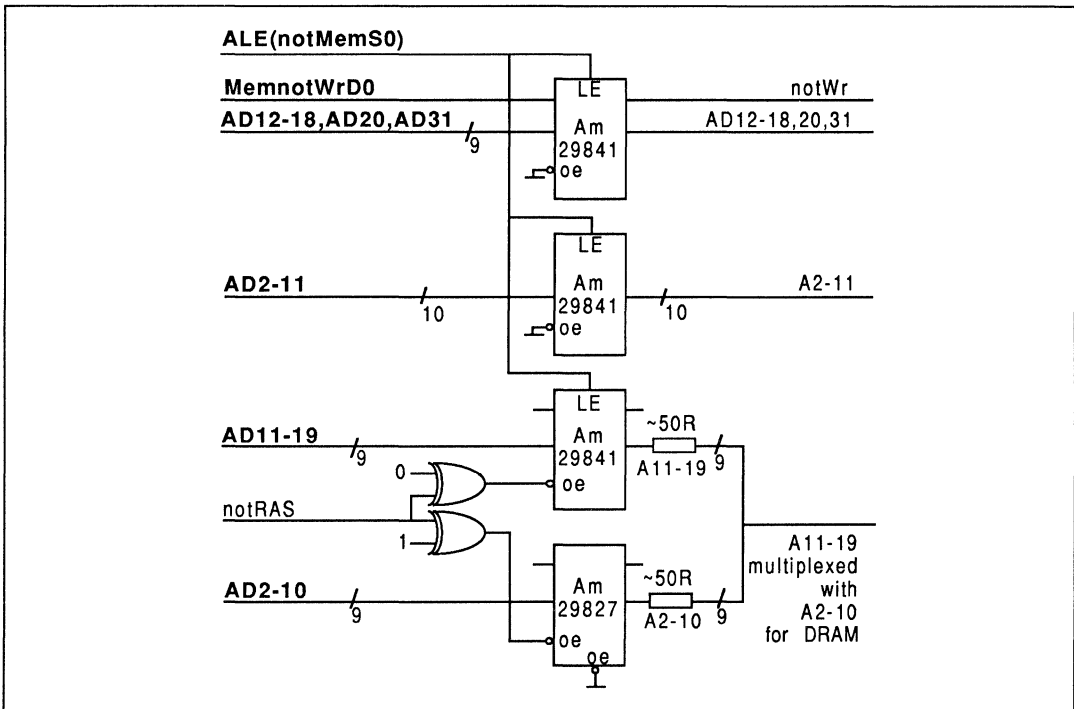 ALE(notMemS0)
MemnotWrD0
LE
notWr
AD12-18,AD20,AD31
9
Am
29841
oe
AD12-18,20,31
LE
AD2-11
10
Am
29841
oe
10
A2-11
LE
AD11-19
9
Am
29841
oe
~50R
A11-19
9
0
notRAS
1
AD2-10
9
Am
29827
oe
oe
~50R
A2-10
9
A11-19
multiplexed
with
A2-10
for DRAM